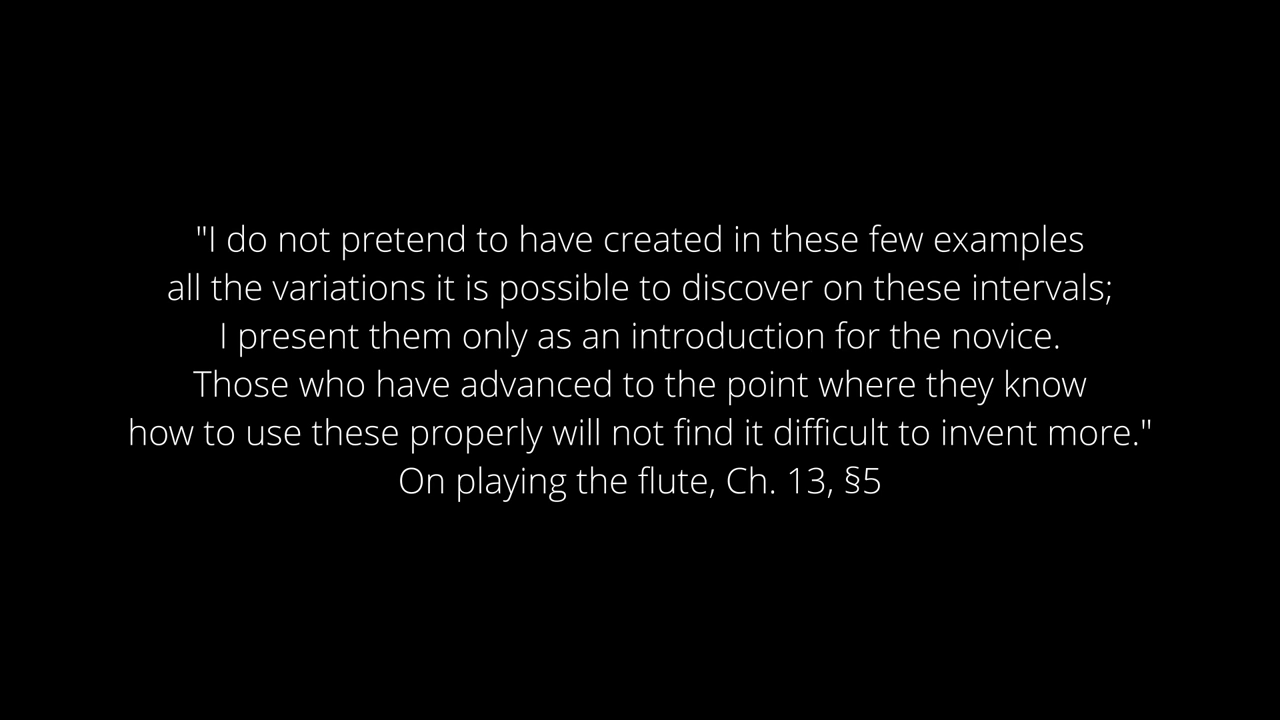 "I do not pretend to have created in these few examples
all the variations it is possible to discover on these intervals;
I present them only as an introduction for the novice.
Those who have advanced to the point where they know
how to use these properly will not find it difficult to invent more."
On playing the flute, Ch. 13, §5